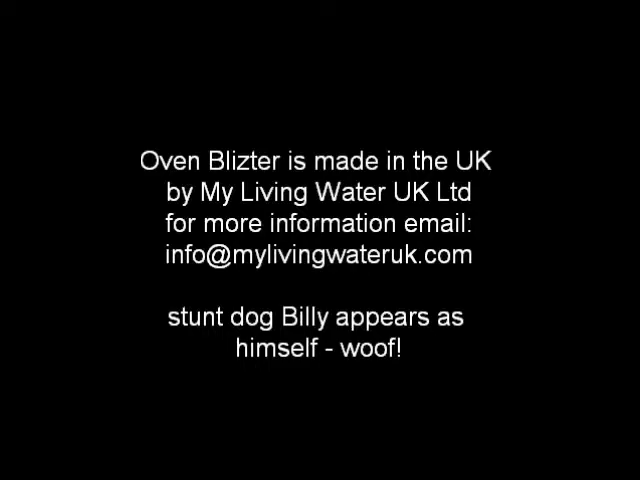 Oven Blizter is made in the UK
by My Living Water UK Ltd
for more information email:
info@mylivingwateruk.com
stunt dog Billy appears as
himself - woof!